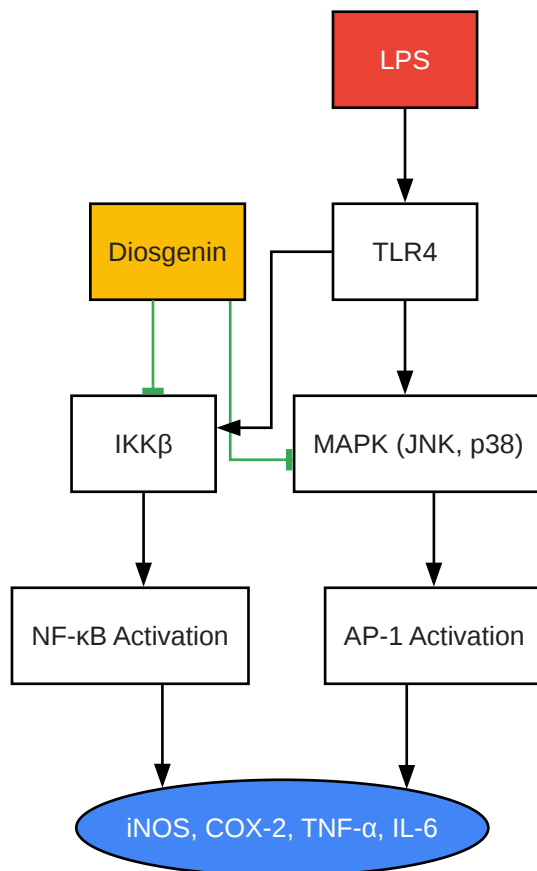 LPS
Diosgenin
TLR4
IKKβ
MAPK (JNK, p38)
NF-κB Activation
AP-1 Activation
iNOS, COX-2, TNF-α, IL-6